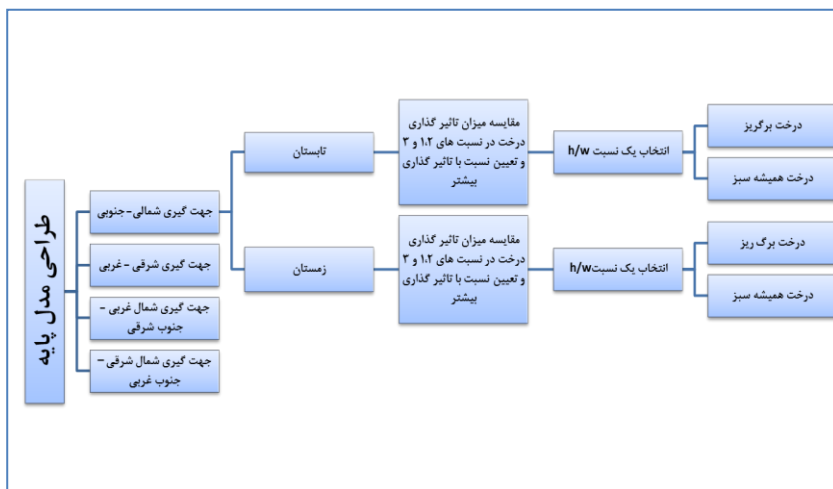 طراحی مدل پایه
جهت گیری شمالی- جنوبی
جهت گیری شرقی - غربی
جهت گیری شمال غربی -
جنوب شرقی
جهت گیری شمال شرقی –
جنوب غربی
تابستان
مقایسه میزان تاثیر گذاری
درخت در نسبت های ۱،۲ و ۳
و تعیین نسبت با تاثیر گذاری
بیشتر
انتخاب یک نسبت h/w
درخت برگریز
درخت همیشه سبز
زمستان
مقایسه میزان تاثیر گذاری
درخت در نسبت های ۱،۲ و ۳
و تعیین نسبت با تاثیر گذاری
بیشتر
انتخاب یک نسبتh/w
درخت برگ ریز
درخت همیشه سبز